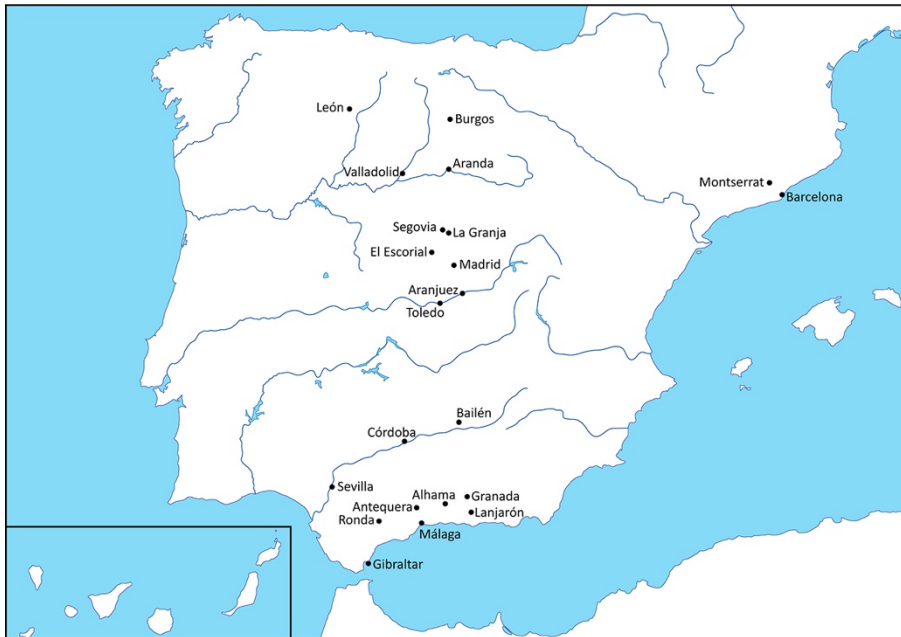 León
Burgos
Valladolid
Aranda
Montserrat
Barcelona
Segovia
La Granja
El Escorial
Madrid
Aranjuez
Toledo
Bailén
Córdoba
Sevilla
Alhama
Granada
Antequera
Lanjarón
Ronda
Málaga
Gibraltar